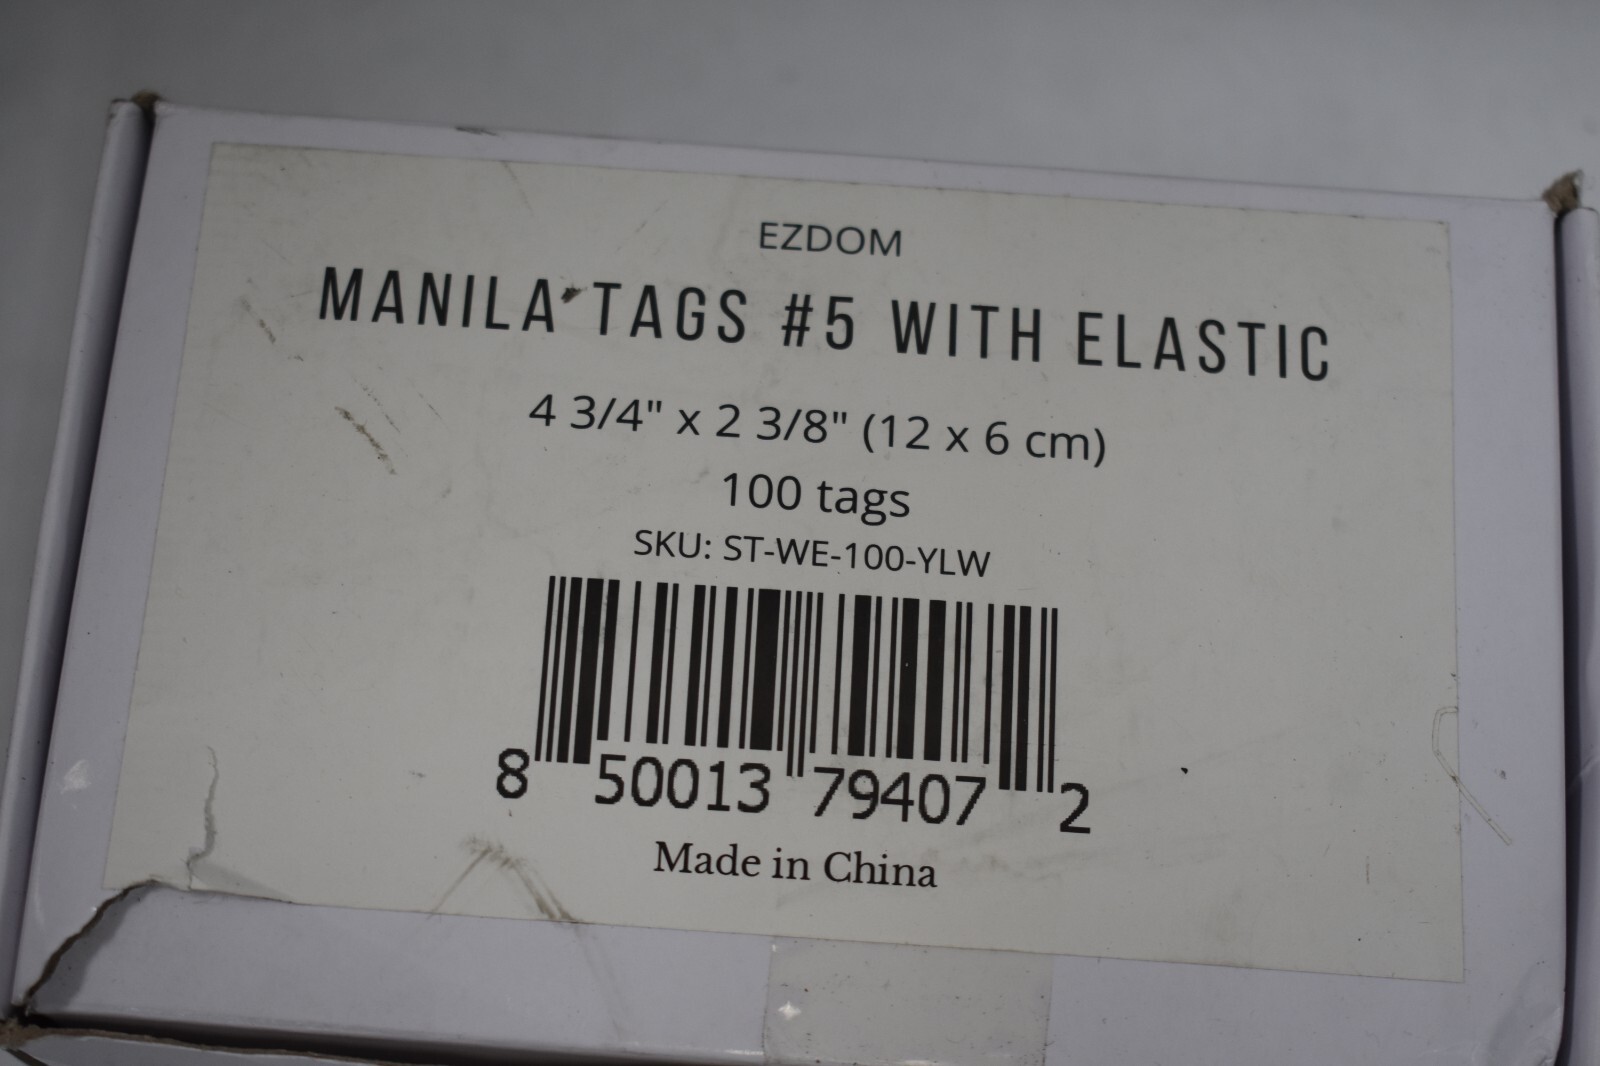 EZDOM
MANILA TAGS #5 WITH ELASTIC
4 3/4" x 2 3/8" (12 x 6 cm)
100 tags
SKU: ST-WE-100-YLW
8 50013 79407 2
Made in China